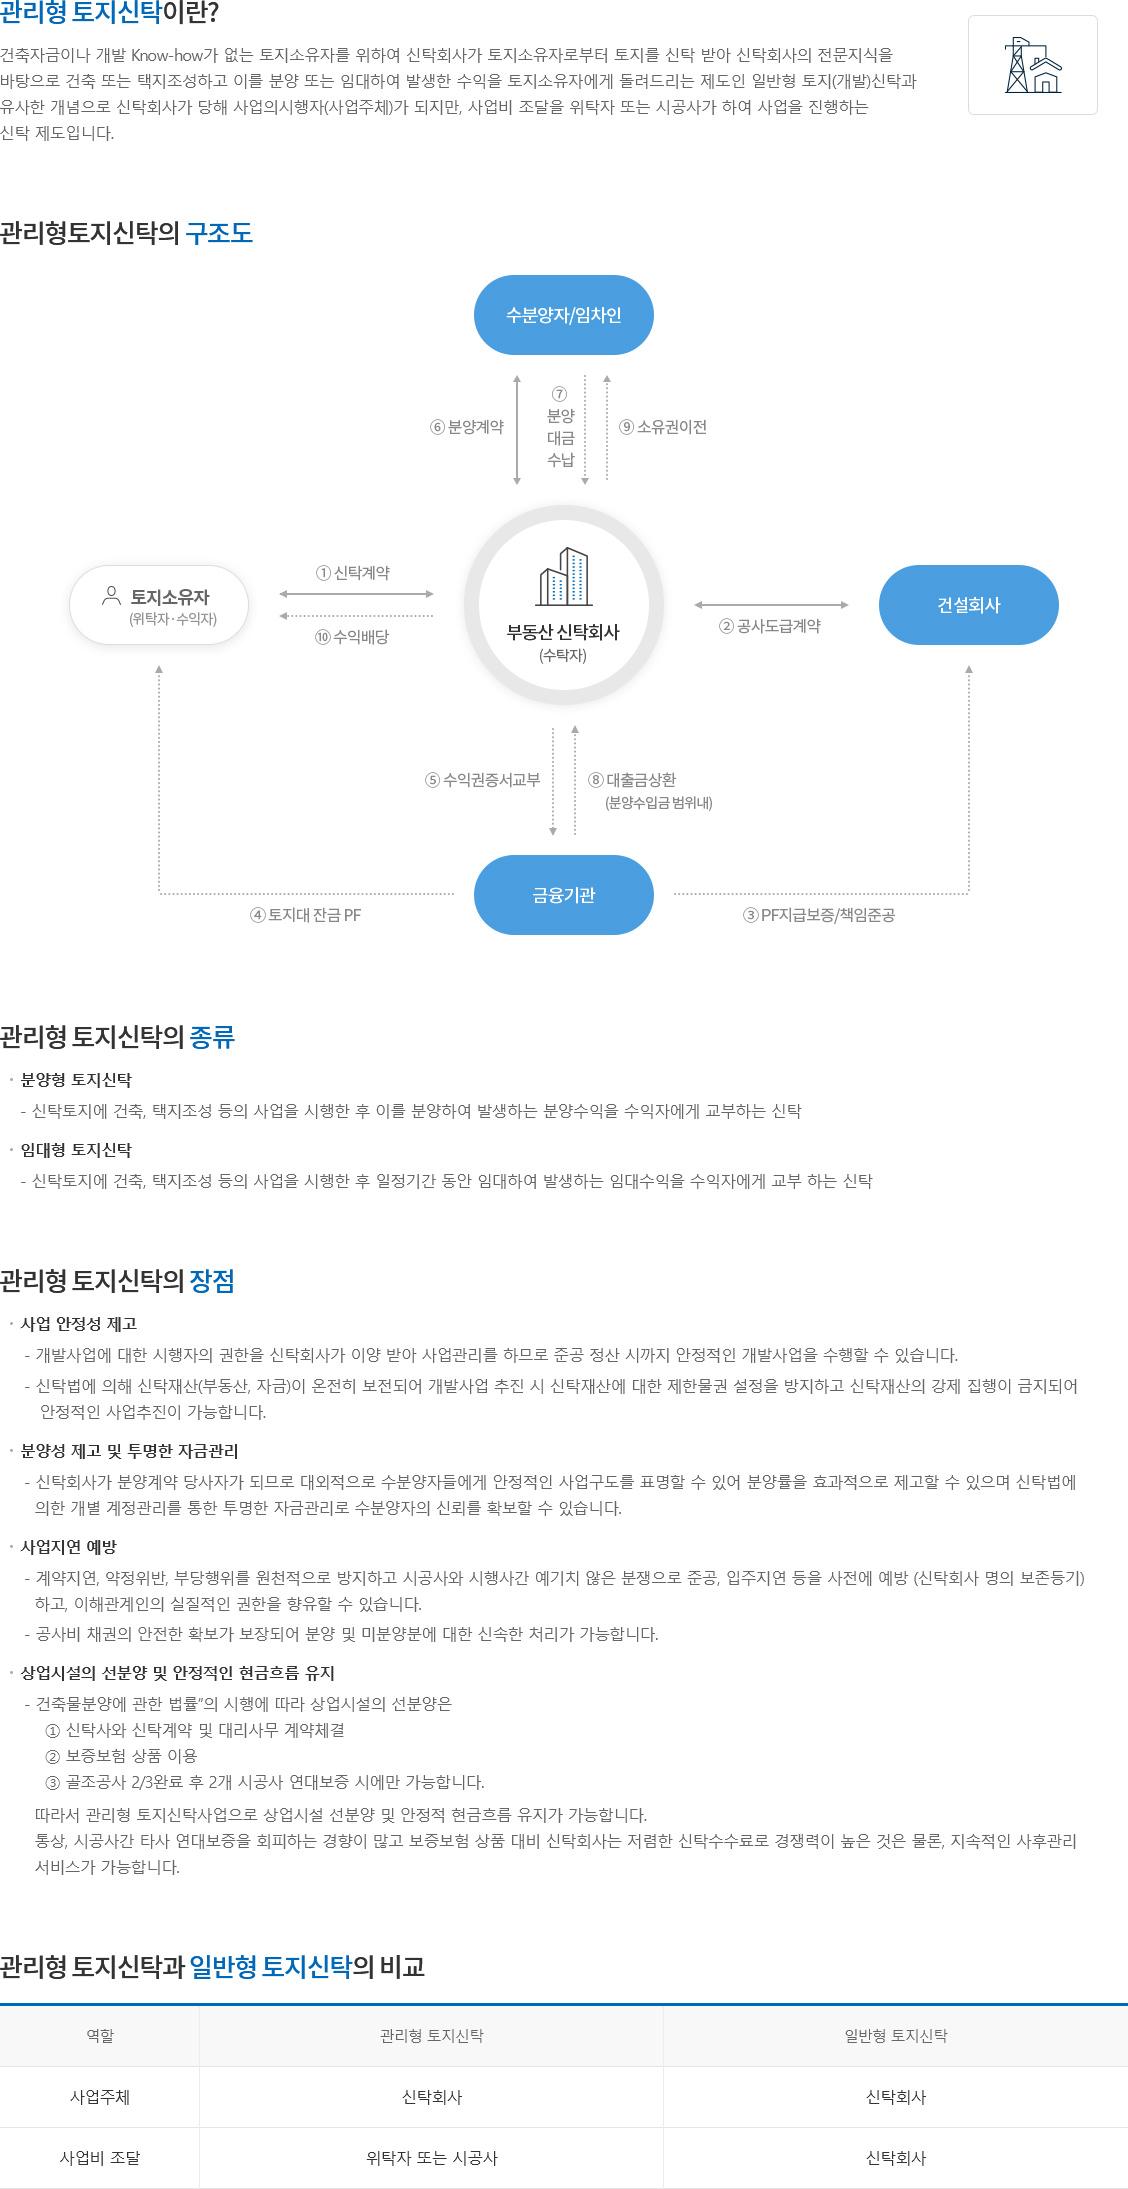 관리형 토지신탁이란?
건축자금이나 개발 Know-how가 없는 토지소유자를 위하여 신탁회사가 토지소유자로부터 토지를 신탁 받아 신탁회사의 전문지식을
바탕으로 건축 또는 택지조성하고 이를 분양 또는 임대하여 발생한 수익을 토지소유자에게 돌려드리는 제도인 일반형 토지(개발)신탁과
유사한 개념으로 신탁회사가 당해 사업의시행자(사업주체)가 되지만, 사업비 조달을 위탁자 또는 시공사가 하여 사업을 진행하는
신탁 제도입니다.
관리형토지신탁의 구조도
수분양자/임차인
⑥ 분양계약
⑦
분양
대금
수납
⑨ 소유권이전
토지소유자
(위탁자·수익자)
① 신탁계약
⑩ 수익배당
부동산 신탁회사
(수탁자)
② 공사도급계약
건설회사
⑤ 수익권증서교부
⑧ 대출금상환
(분양수입금 범위내)
금융기관
④ 토지대 잔금 PF
③ PF지급보증/책임준공
관리형 토지신탁의 종류
· 분양형 토지신탁
- 신탁토지에 건축, 택지조성 등의 사업을 시행한 후 이를 분양하여 발생하는 분양수익을 수익자에게 교부하는 신탁
· 임대형 토지신탁
- 신탁토지에 건축, 택지조성 등의 사업을 시행한 후 일정기간 동안 임대하여 발생하는 임대수익을 수익자에게 교부 하는 신탁
관리형 토지신탁의 장점
· 사업 안정성 제고
- 개발사업에 대한 시행자의 권한을 신탁회사가 이양 받아 사업관리를 하므로 준공 정산 시까지 안정적인 개발사업을 수행할 수 있습니다.
- 신탁법에 의해 신탁재산(부동산, 자금)이 온전히 보전되어 개발사업 추진 시 신탁재산에 대한 제한물권 설정을 방지하고 신탁재산의 강제 집행이 금지되어
안정적인 사업추진이 가능합니다.
· 분양성 제고 및 투명한 자금관리
- 신탁회사가 분양계약 당사자가 되므로 대외적으로 수분양자들에게 안정적인 사업구도를 표명할 수 있어 분양률을 효과적으로 제고할 수 있으며 신탁법에
의한 개별 계정관리를 통한 투명한 자금관리로 수분양자의 신뢰를 확보할 수 있습니다.
· 사업지연 예방
- 계약지연, 약정위반, 부당행위를 원천적으로 방지하고 시공사와 시행사간 예기치 않은 분쟁으로 준공, 입주지연 등을 사전에 예방 (신탁회사 명의 보존등기)
하고, 이해관계인의 실질적인 권한을 향유할 수 있습니다.
- 공사비 채권의 안전한 확보가 보장되어 분양 및 미분양분에 대한 신속한 처리가 가능합니다.
· 상업시설의 선분양 및 안정적인 현금흐름 유지
- 건축물분양에 관한 법률”의 시행에 따라 상업시설의 선분양은
① 신탁사와 신탁계약 및 대리사무 계약체결
② 보증보험 상품 이용
③ 골조공사 2/3완료 후 2개 시공사 연대보증 시에만 가능합니다.
따라서 관리형 토지신탁사업으로 상업시설 선분양 및 안정적 현금흐름 유지가 가능합니다.
통상, 시공사간 타사 연대보증을 회피하는 경향이 많고 보증보험 상품 대비 신탁회사는 저렴한 신탁수수료로 경쟁력이 높은 것은 물론, 지속적인 사후관리
서비스가 가능합니다.
관리형 토지신탁과 일반형 토지신탁의 비교
역할 관리형 토지신탁 일반형 토지신탁
사업주체 신탁회사 신탁회사
사업비 조달 위탁자 또는 시공사 신탁회사